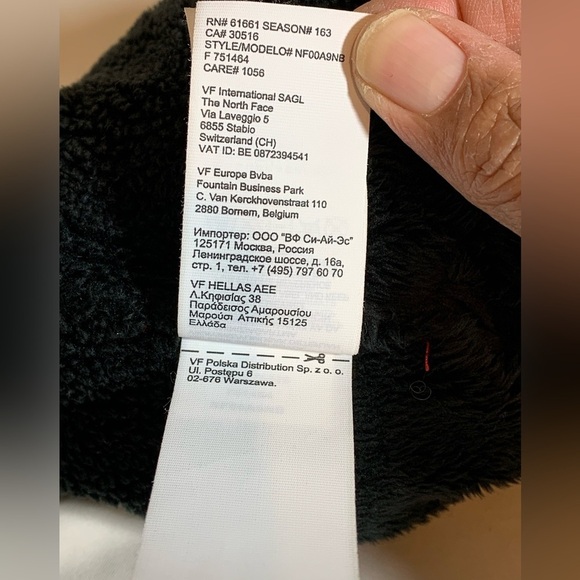 RN# 61661 SEASON# 163
CA# 30516
STYLE/MODELO# NF00A9NB
F 751464
CARE# 1056
VF International SAGL
The North Face
Via Laveggio 5
6855 Stabio
Switzerland (CH)
VAT ID: BE 0872394541
VF Europe Bvba
Fountain Business Park
C. Van Kerckhovenstraat 110
2880 Bornem, Belgium
Импортер: ООО "ВФ Си-Ай-Эс"
125171 Москва, Россия
Ленинградское шоссе, д. 16а,
стр. 1, тел. +7 (495) 797 60 70
VF HELLAS AEE
Λ.Κηφισίας 38
Παράδεισος Αμαρουσίου
Μαρούσι Αττικής 15125
Ελλάδα
VF Polska Distribution Sp. z o. o.
Ul. Postępu 6
02-676 Warszawa.